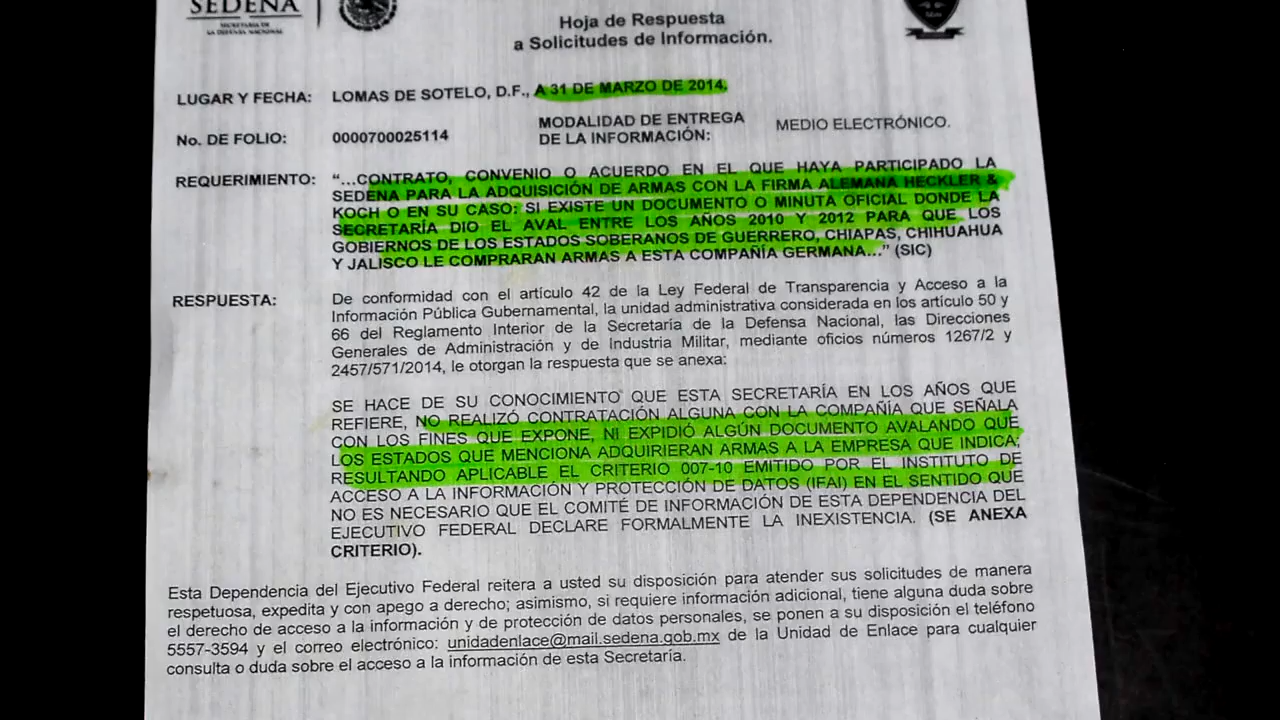 SEDENA
SECRETARÍA DE
LA DEFENSA NACIONAL
Hoja de Respuesta
a Solicitudes de Información.
LUGAR Y FECHA: LOMAS DE SOTELO, D.F., A 31 DE MARZO DE 2014.
No. DE FOLIO: 0000700025114 MODALIDAD DE ENTREGA DE LA INFORMACIÓN: MEDIO ELECTRÓNICO.
REQUERIMIENTO: “...CONTRATO, CONVENIO O ACUERDO EN EL QUE HAYA PARTICIPADO LA
SEDENA PARA LA ADQUISICIÓN DE ARMAS CON LA FIRMA ALEMANA HECKLER &
KOCH O EN SU CASO: SI EXISTE UN DOCUMENTO O MINUTA OFICIAL DONDE LA
SECRETARÍA DIO EL AVAL ENTRE LOS AÑOS 2010 Y 2012 PARA QUE LOS
GOBIERNOS DE LOS ESTADOS SOBERANOS DE GUERRERO, CHIAPAS, CHIHUAHUA
Y JALISCO LE COMPRARAN ARMAS A ESTA COMPAÑÍA GERMANA...” (SIC)
RESPUESTA: De conformidad con el artículo 42 de la Ley Federal de Transparencia y Acceso a la
Información Pública Gubernamental, la unidad administrativa considerada en los artículo 50 y
66 del Reglamento Interior de la Secretaría de la Defensa Nacional, las Direcciones
Generales de Administración y de Industria Militar, mediante oficios números 1267/2 y
2457/571/2014, le otorgan la respuesta que se anexa:
SE HACE DE SU CONOCIMIENTO QUE ESTA SECRETARÍA EN LOS AÑOS QUE
REFIERE, NO REALIZÓ CONTRATACIÓN ALGUNA CON LA COMPAÑÍA QUE SEÑALA
CON LOS FINES QUE EXPONE, NI EXPIDIÓ ALGÚN DOCUMENTO AVALANDO QUE
LOS ESTADOS QUE MENCIONA ADQUIRIERAN ARMAS A LA EMPRESA QUE INDICA;
RESULTANDO APLICABLE EL CRITERIO 007-10 EMITIDO POR EL INSTITUTO DE
ACCESO A LA INFORMACIÓN Y PROTECCIÓN DE DATOS (IFAI) EN EL SENTIDO QUE
NO ES NECESARIO QUE EL COMITÉ DE INFORMACIÓN DE ESTA DEPENDENCIA DEL
EJECUTIVO FEDERAL DECLARE FORMALMENTE LA INEXISTENCIA. (SE ANEXA
CRITERIO).
Esta Dependencia del Ejecutivo Federal reitera a usted su disposición para atender sus solicitudes de manera
respetuosa, expedita y con apego a derecho; asimismo, si requiere información adicional, tiene alguna duda sobre
el derecho de acceso a la información y de protección de datos personales, se ponen a su disposición el teléfono
5557-3594 y el correo electrónico: unidadenlace@mail.sedena.gob.mx de la Unidad de Enlace para cualquier
consulta o duda sobre el acceso a la información de esta Secretaría.